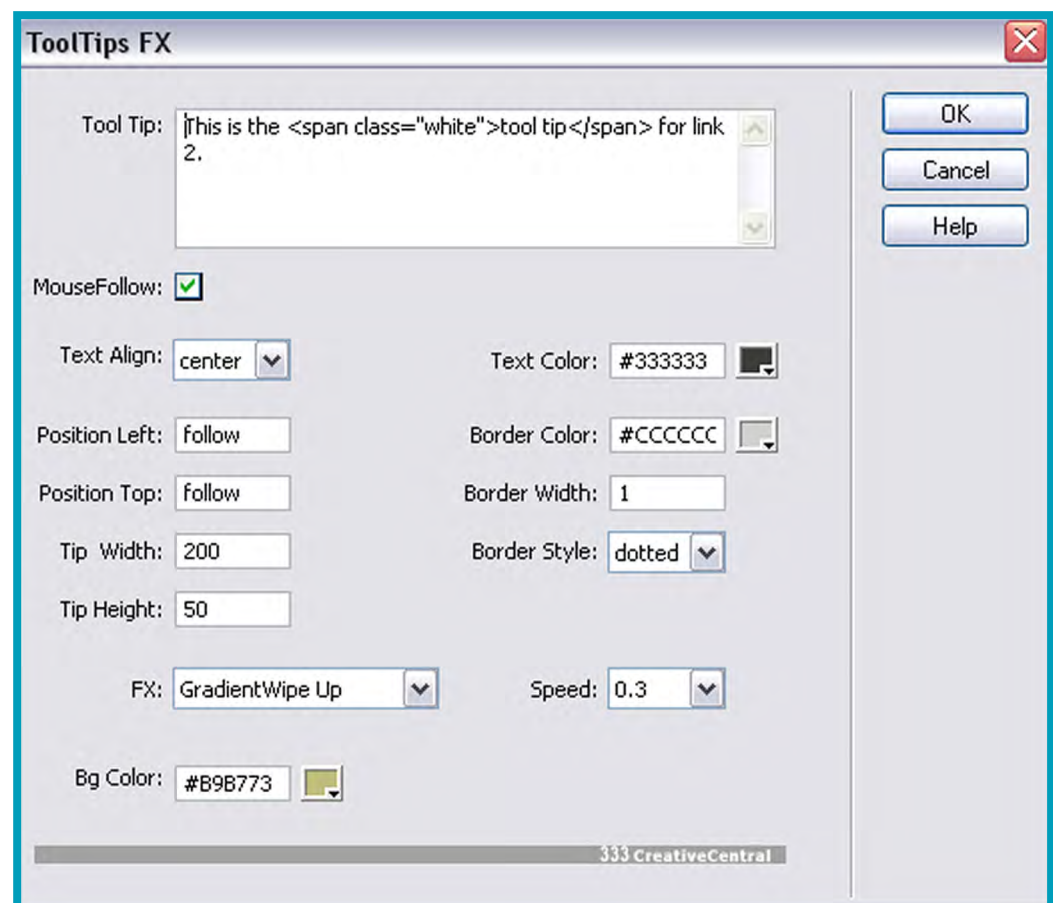 ToolTips FX
Tool Tip: This is the <span class="white">tool tip</span> for link
2.
OK
Cancel
Help
MouseFollow:
Text Align: center
Text Color: #333333
Position Left: follow
Border Color: #CCCCCC
Position Top: follow
Border Width: 1
Tip Width: 200
Border Style: dotted
Tip Height: 50
FX: GradientWipe Up
Speed: 0.3
Bg Color: #B9B773
333 CreativeCentral